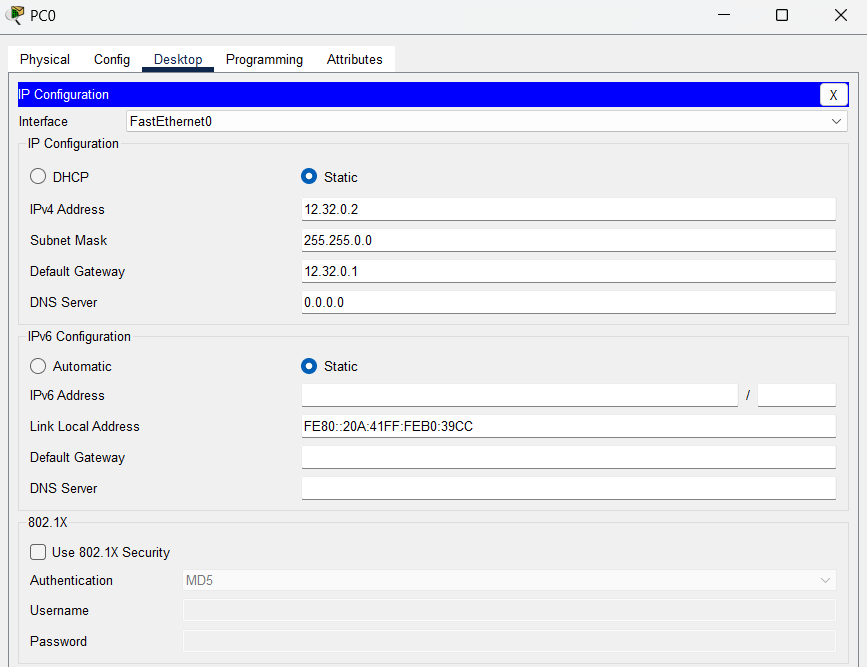 PC0
Physical Config Desktop Programming Attributes
IP Configuration X
Interface FastEthernet0
IP Configuration
DHCP Static
IPv4 Address 12.32.0.2
Subnet Mask 255.255.0.0
Default Gateway 12.32.0.1
DNS Server 0.0.0.0
IPv6 Configuration
Automatic Static
IPv6 Address /
Link Local Address FE80::20A:41FF:FEB0:39CC
Default Gateway
DNS Server
802.1X
Use 802.1X Security
Authentication MD5
Username
Password